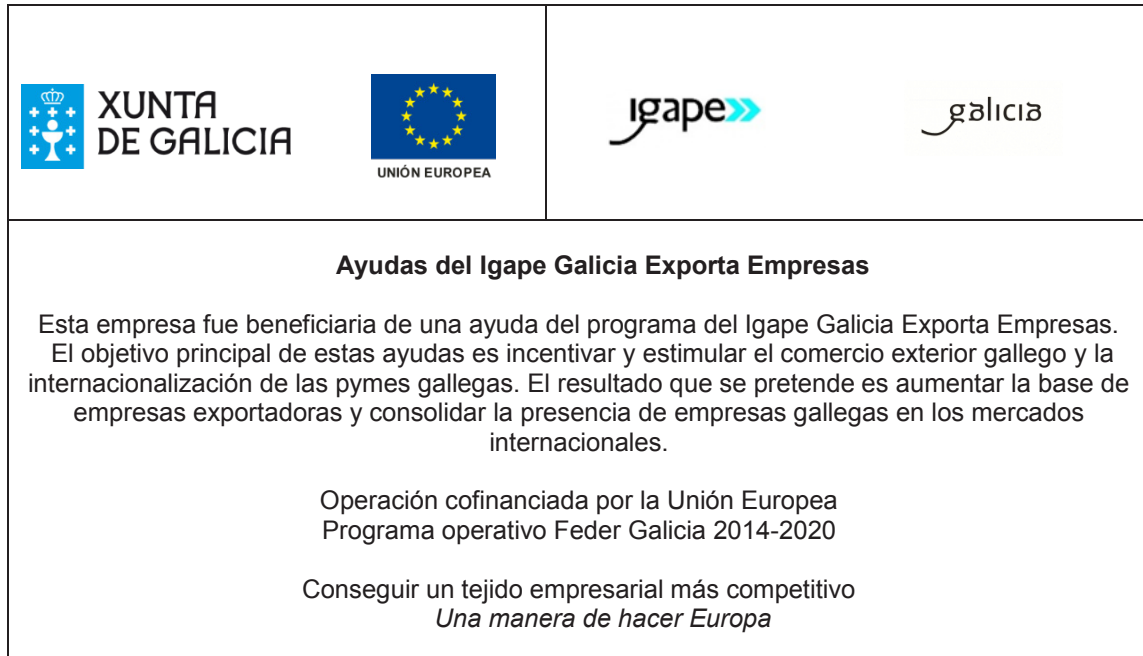 XUNTA
DE GALICIA
UNIÓN EUROPEA
Igape
galicia
Ayudas del Igape Galicia Exporta Empresas
Esta empresa fue beneficiaria de una ayuda del programa del Igape Galicia Exporta Empresas.
El objetivo principal de estas ayudas es incentivar y estimular el comercio exterior gallego y la
internacionalización de las pymes gallegas. El resultado que se pretende es aumentar la base de
empresas exportadoras y consolidar la presencia de empresas gallegas en los mercados
internacionales.
Operación cofinanciada por la Unión Europea
Programa operativo Feder Galicia 2014-2020
Conseguir un tejido empresarial más competitivo
Una manera de hacer Europa